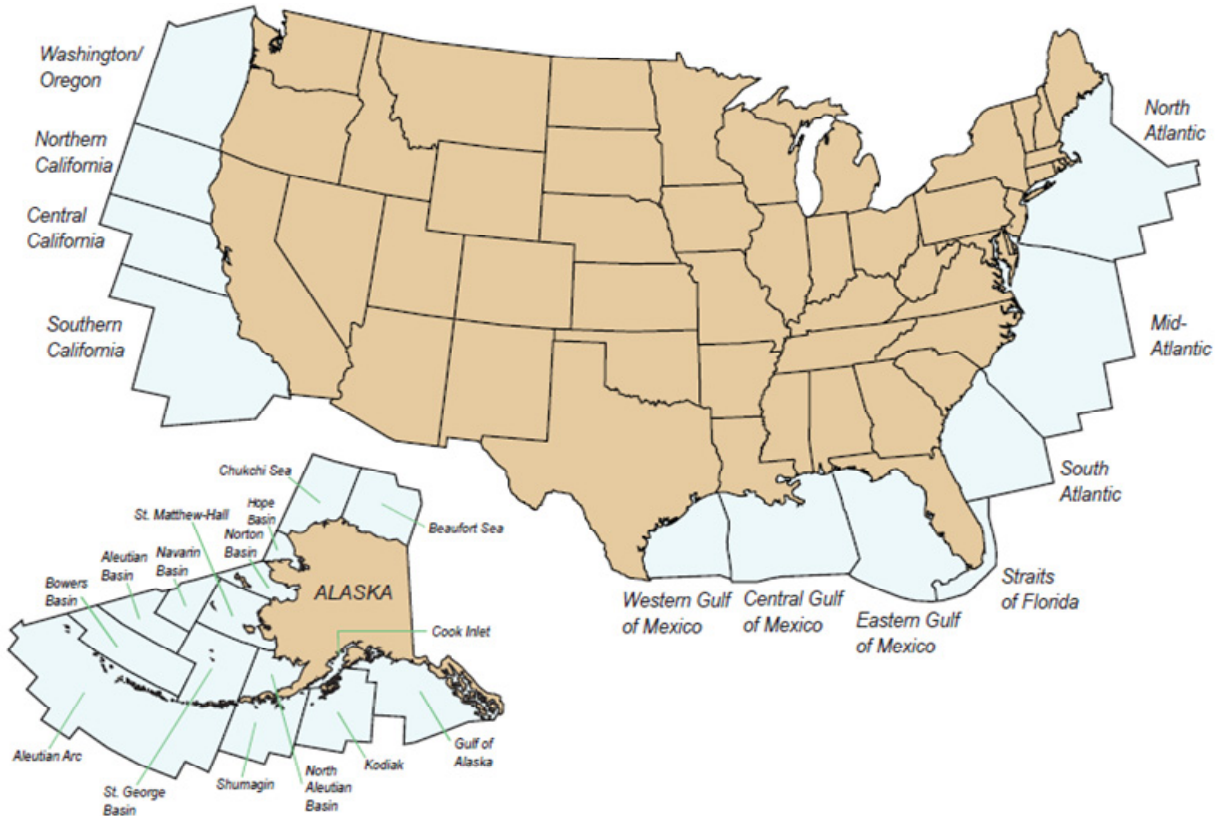 Washington/
Oregon
Northern
California
Central
California
Southern
California
North
Atlantic
Mid-
Atlantic
South
Atlantic
Straits
of Florida
Eastern Gulf
of Mexico
Central Gulf
of Mexico
Western Gulf
of Mexico
Chukchi Sea
Beaufort Sea
Hope
Basin
St. Matthew-Hall
Norton
Basin
Navarin
Basin
Aleutian
Basin
Bowers
Basin
ALASKA
Cook Inlet
Aleutian Arc
St. George
Basin
Shumagin
North
Aleutian
Basin
Kodiak
Gulf of
Alaska